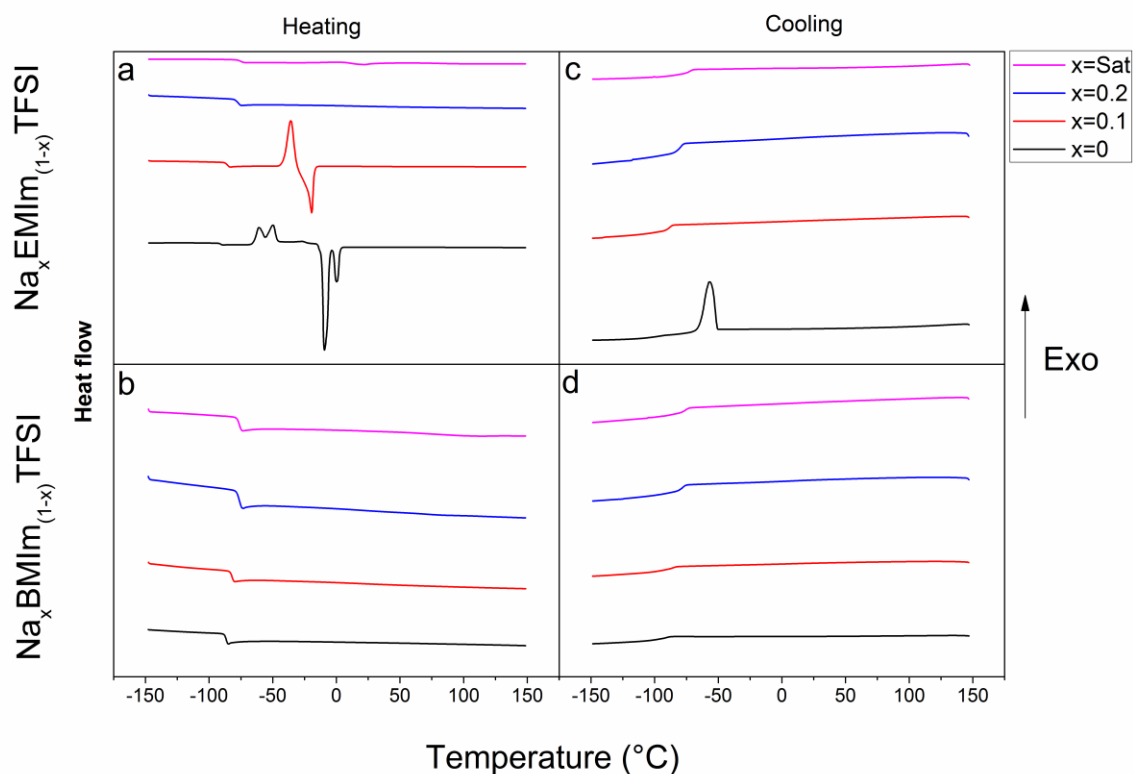 Heating
Cooling
a
c
x=Sat
x=0.2
x=0.1
x=0
NaₓEMIm₍₁₋ₓ₎TFSI
Heat flow
Exo
b
d
NaₓBMIm₍₁₋ₓ₎TFSI
-150 -100 -50 0 50 100 150
-150 -100 -50 0 50 100 150
Temperature (°C)